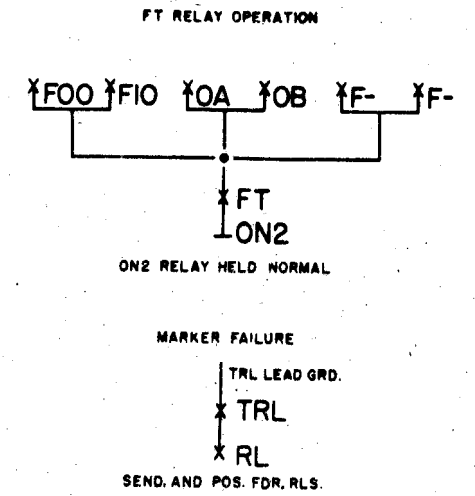 FT RELAY OPERATION
FOO F10 OA OB F- F-
FT
ON2
ON2 RELAY HELD NORMAL
MARKER FAILURE
TRL LEAD GRD.
TRL
RL
SEND. AND POS. FDR. RLS.